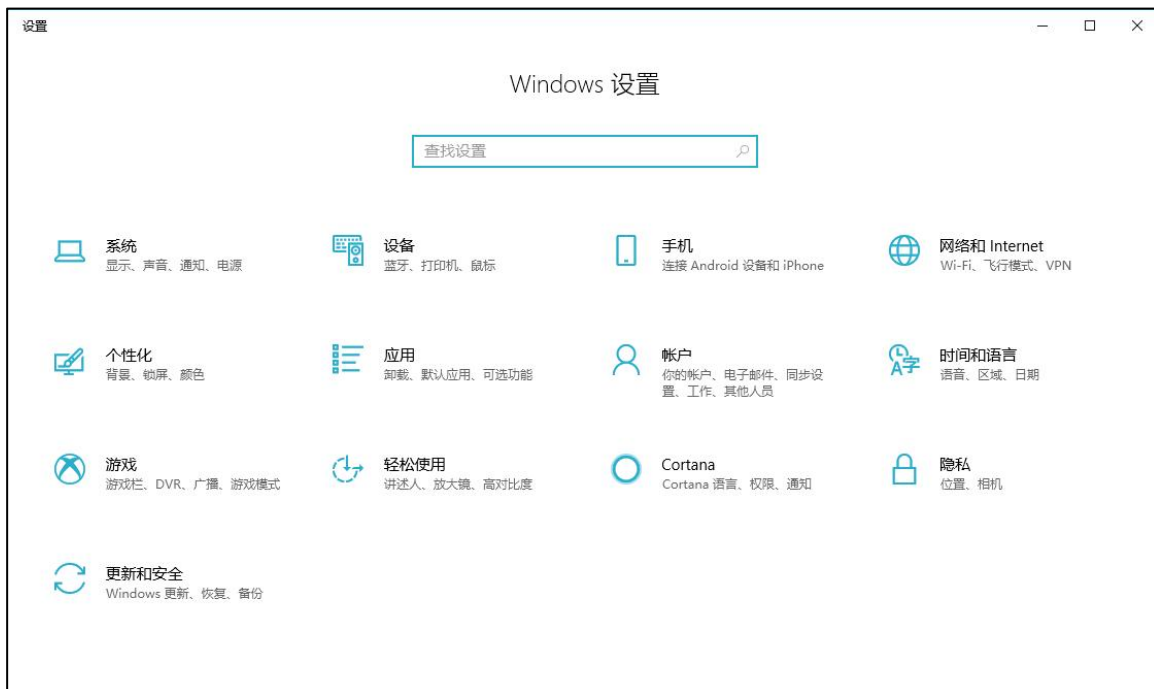 设置
Windows 设置
查找设置
系统
显示、声音、通知、电源
设备
蓝牙、打印机、鼠标
手机
连接 Android 设备和 iPhone
网络和 Internet
Wi-Fi、飞行模式、VPN
个性化
背景、锁屏、颜色
应用
卸载、默认应用、可选功能
帐户
你的帐户、电子邮件、同步设
置、工作、其他人员
时间和语言
语音、区域、日期
游戏
游戏栏、DVR、广播、游戏模式
轻松使用
讲述人、放大镜、高对比度
Cortana
Cortana 语言、权限、通知
隐私
位置、相机
更新和安全
Windows 更新、恢复、备份